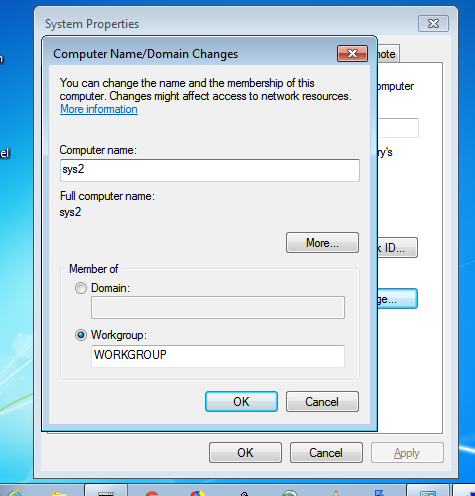 System Properties
Computer Name/Domain Changes
You can change the name and the membership of this
computer. Changes might affect access to network resources.
More information
Computer name:
sys2
Full computer name:
sys2
More...
Member of
Domain:
Workgroup:
WORKGROUP
OK Cancel
OK Cancel Apply